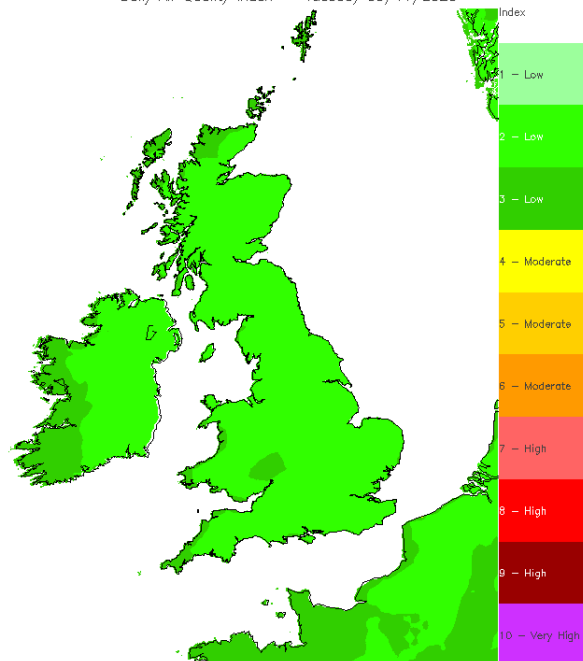 Index
1 - Low
2 - Low
3 - Low
4 - Moderate
5 - Moderate
6 - Moderate
7 - High
8 - High
9 - High
10 - Very High